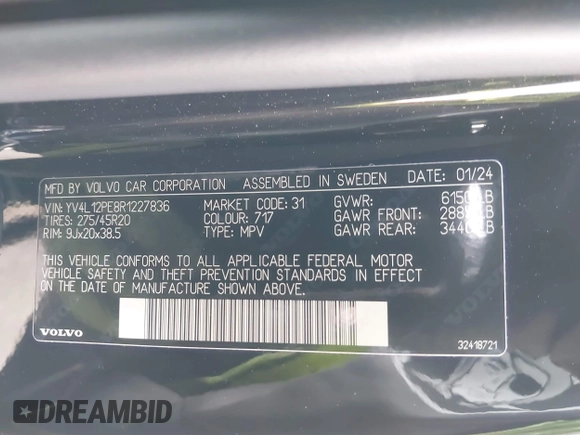 MFD BY VOLVO CAR CORPORATION ASSEMBLED IN SWEDEN DATE: 01/24
VIN: YV4L12PE8R1227836 MARKET CODE: 31 GVWR:
TIRES: 275/45R20 COLOUR: 717 GAWR FRONT:
RIM: 9Jx20x38.5 TYPE: MPV GAWR REAR:
THIS VEHICLE CONFORMS TO ALL APPLICABLE FEDERAL MOTOR
VEHICLE SAFETY AND THEFT PREVENTION STANDARDS IN EFFECT
ON THE DATE OF MANUFACTURE SHOWN ABOVE.
VOLVO 32418721
DREAMBID